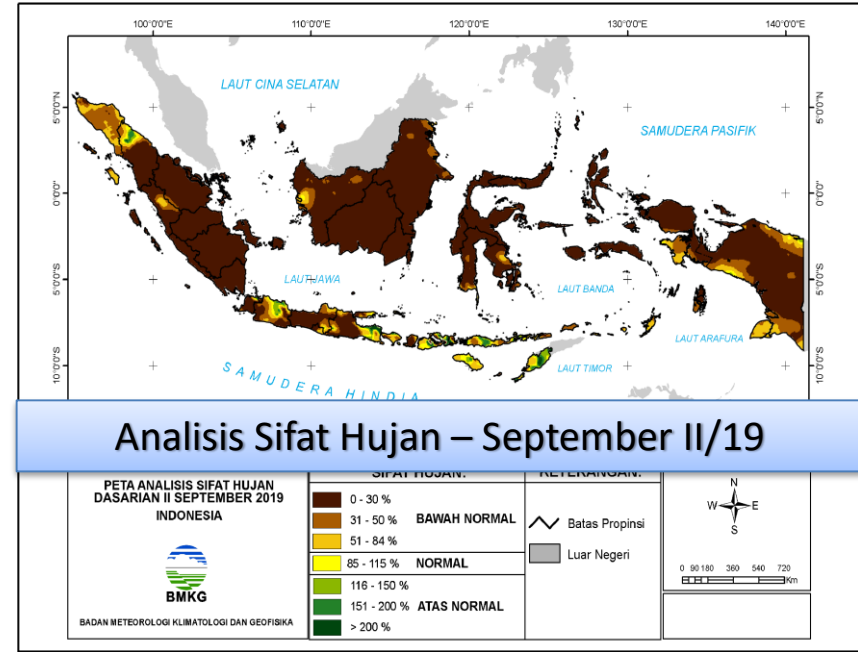 100°0'0"E 110°0'0"E 120°0'0"E 130°0'0"E 140°0'0"E
LAUT CINA SELATAN
SAMUDERA PASIFIK
5°0'0"N 5°0'0"N
0°0'0" 0°0'0"
5°0'0"S 5°0'0"S
10°0'0"S 10°0'0"S
LAUT JAWA
LAUT BANDA
LAUT ARAFURA
LAUT TIMOR
SAMUDERA HINDIA
Analisis Sifat Hujan – September II/19
PETA ANALISIS SIFAT HUJAN
DASARIAN II SEPTEMBER 2019
INDONESIA
BMKG
BADAN METEOROLOGI KLIMATOLOGI DAN GEOFISIKA
SIFAT HUJAN:
0 - 30 %
31 - 50 % BAWAH NORMAL
51 - 84 %
85 - 115 % NORMAL
116 - 150 %
151 - 200 % ATAS NORMAL
> 200 %
KETERANGAN:
Batas Propinsi
Luar Negeri
N
W E
S
0 90 180 360 540 720
Km